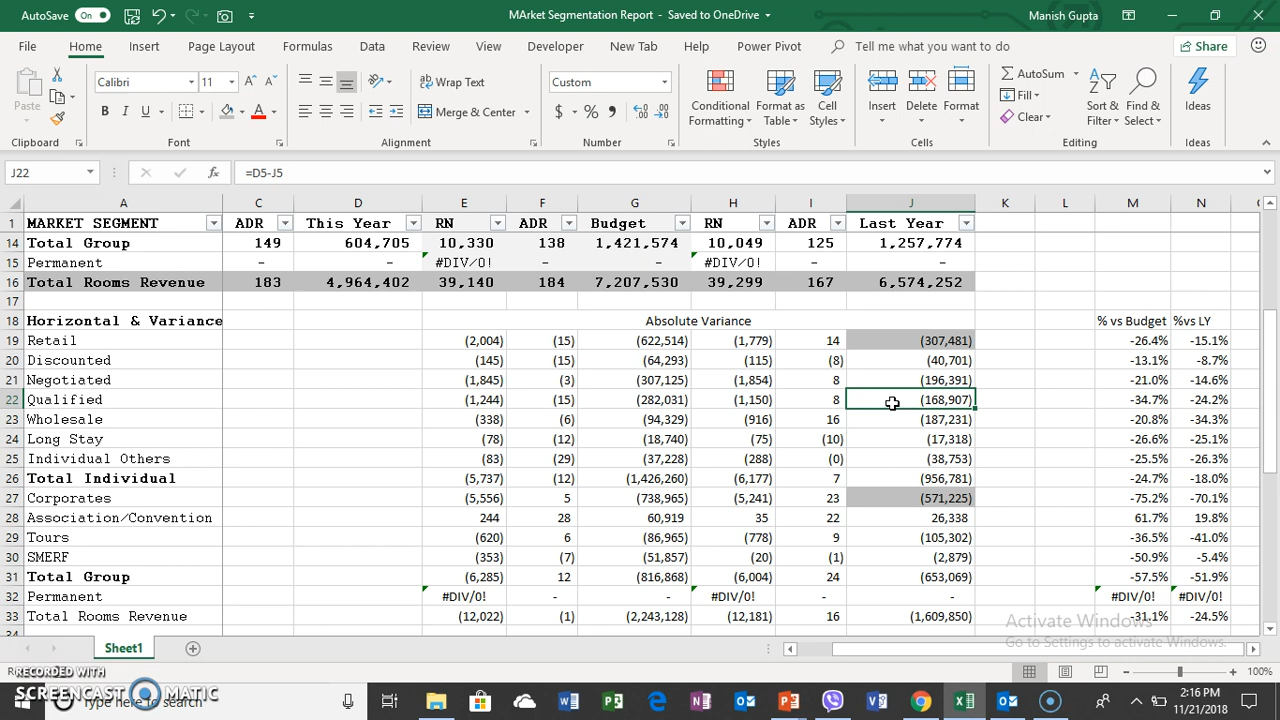 AutoSave On MArket Segmentation Report - Saved to OneDrive Manish Gupta
File Home Insert Page Layout Formulas Data Review View Developer New Tab Help Power Pivot Tell me what you want to do Share
Paste Calibri 11 Wrap Text Custom Conditional Formatting Format as Table Cell Styles Insert Delete Format AutoSum Sort & Filter Find & Select Ideas
B I U Merge & Center $ % Fill Clear
Clipboard Font Alignment Number Styles Cells Editing Ideas
J22 fx =D5-J5
A C D E F G H I J K L M N
1 MARKET SEGMENT ADR This Year RN ADR Budget RN ADR Last Year
14 Total Group 149 604,705 10,330 138 1,421,574 10,049 125 1,257,774
15 Permanent - - #DIV/0! - - #DIV/0! - -
16 Total Rooms Revenue 183 4,964,402 39,140 184 7,207,530 39,299 167 6,574,252
17
18 Horizontal & Variance Absolute Variance % vs Budget %vs LY
19 Retail (2,004) (15) (622,514) (1,779) 14 (307,481) -26.4% -15.1%
20 Discounted (145) (15) (64,293) (115) (8) (40,701) -13.1% -8.7%
21 Negotiated (1,845) (3) (307,125) (1,854) 8 (196,391) -21.0% -14.6%
22 Qualified (1,244) (15) (282,031) (1,150) 8 (168,907) -34.7% -24.2%
23 Wholesale (338) (6) (94,329) (916) 16 (187,231) -20.8% -34.3%
24 Long Stay (78) (12) (18,740) (75) (10) (17,318) -26.6% -25.1%
25 Individual Others (83) (29) (37,228) (288) (0) (38,753) -25.5% -26.3%
26 Total Individual (5,737) (12) (1,426,260) (6,177) 7 (956,781) -24.7% -18.0%
27 Corporates (5,556) 5 (738,965) (5,241) 23 (571,225) -75.2% -70.1%
28 Association/Convention 244 28 60,919 35 22 26,338 61.7% 19.8%
29 Tours (620) 6 (86,965) (778) 9 (105,302) -36.5% -41.0%
30 SMERF (353) (7) (51,857) (20) (1) (2,879) -50.9% -5.4%
31 Total Group (6,285) 12 (816,868) (6,004) 24 (653,069) -57.5% -51.9%
32 Permanent #DIV/0! - - #DIV/0! - - #DIV/0! #DIV/0!
33 Total Rooms Revenue (12,022) (1) (2,243,128) (12,181) 16 (1,609,850) -31.1% -24.5%
Activate Windows
Go to Settings to activate Windows.
Sheet1
100%
RECORDED WITH
SCREENCAST MATIC
Type here to search
2:16 PM
11/21/2018